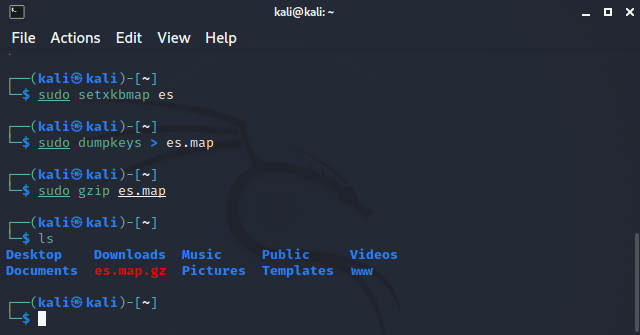 kali@kali: ~
File Actions Edit View Help
┌──(kali㉿kali)-[~]
└─$ sudo setxkbmap es
┌──(kali㉿kali)-[~]
└─$ sudo dumpkeys > es.map
┌──(kali㉿kali)-[~]
└─$ sudo gzip es.map
┌──(kali㉿kali)-[~]
└─$ ls
Desktop Downloads Music Public Videos
Documents es.map.gz Pictures Templates www
┌──(kali㉿kali)-[~]
└─$